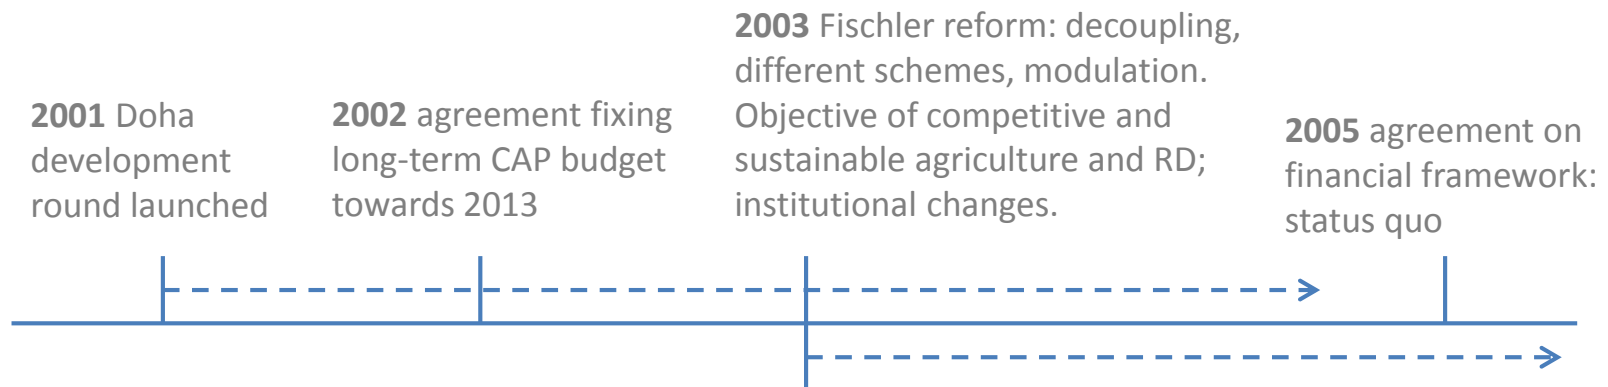 2001 Doha
development
round launched
2002 agreement fixing
long-term CAP budget
towards 2013
2003 Fischler reform: decoupling,
different schemes, modulation.
Objective of competitive and
sustainable agriculture and RD;
institutional changes.
2005 agreement on
financial framework:
status quo